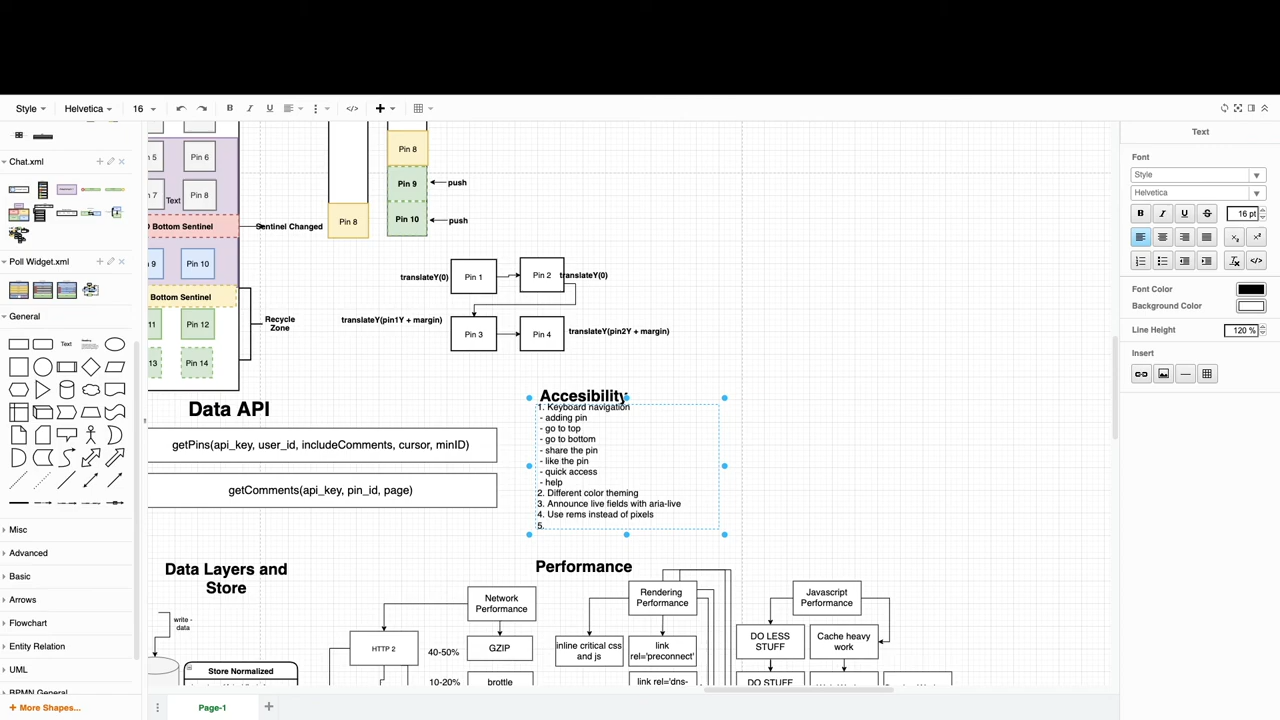 Style
Helvetica
16
Chat.xml
Poll Widget.xml
General
Text
Misc
Advanced
Basic
Arrows
Flowchart
Entity Relation
UML
BPMN General
+ More Shapes...
Pin 8
Pin 5
Pin 6
Pin 9
push
Pin 7
Pin 8
Text
Pin 10
push
Bottom Sentinel
Sentinel Changed
Pin 8
9
Pin 10
Bottom Sentinel
translateY(0)
Pin 1
Pin 2
translateY(0)
11
Pin 12
Recycle
Zone
translateY(pin1Y + margin)
Pin 3
Pin 4
translateY(pin2Y + margin)
13
Pin 14
Data API
getPins(api_key, user_id, includeComments, cursor, minID)
getComments(api_key, pin_id, page)
Accesibility
1. Keyboard navigation
- adding pin
- go to top
- go to bottom
- share the pin
- like the pin
- quick access
- help
2. Different color theming
3. Announce live fields with aria-live
4. Use rems instead of pixels
5.
Data Layers and
Store
write -
data
Store Normalized
Performance
Network
Performance
Rendering
Performance
Javascript
Performance
HTTP 2
40-50%
GZIP
inline critical css
and js
link
rel='preconnect'
DO LESS
STUFF
Cache heavy
work
10-20%
brottle
link rel='dns-
DO STUFF
Page-1
Text
Font
Style
Helvetica
16 pt
Font Color
Background Color
Line Height
120 %
Insert